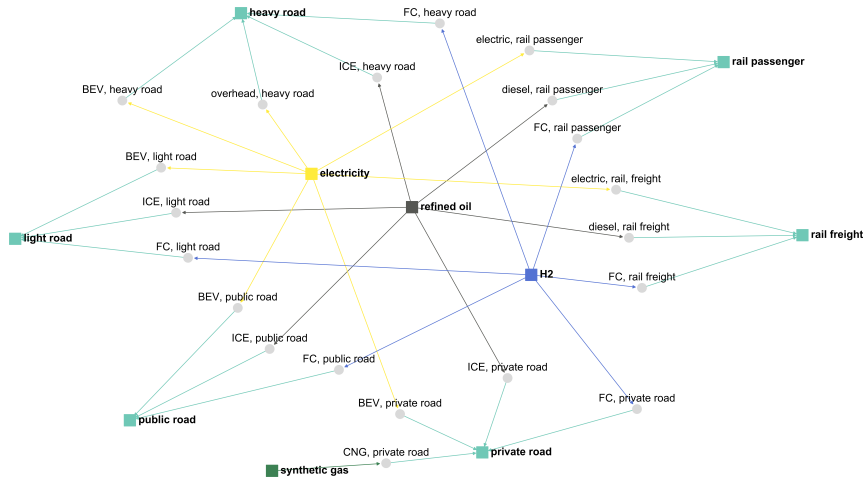 heavy road
FC, heavy road
electric, rail passenger
rail passenger
ICE, heavy road
BEV, heavy road
overhead, heavy road
diesel, rail passenger
FC, rail passenger
BEV, light road
electricity
electric, rail, freight
ICE, light road
refined oil
diesel, rail freight
rail freight
light road
FC, light road
H2
FC, rail freight
BEV, public road
ICE, public road
FC, public road
ICE, private road
BEV, private road
FC, private road
public road
CNG, private road
private road
synthetic gas